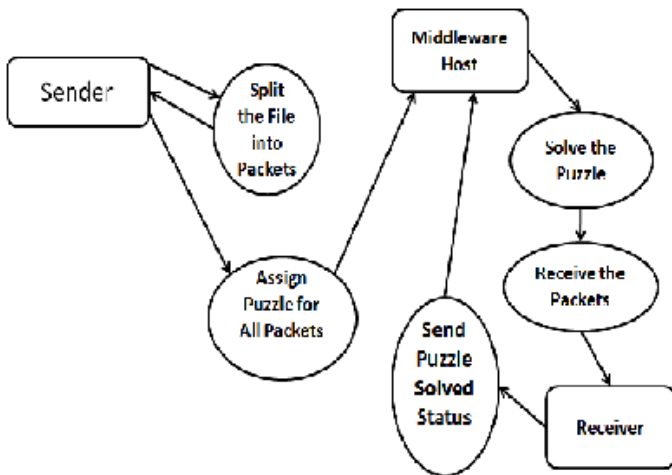 Sender
Split
the File
into
Packets
Assign
Puzzle for
All Packets
Middleware
Host
Solve the
Puzzle
Receive the
Packets
Receiver
Send
Puzzle
Solved
Status